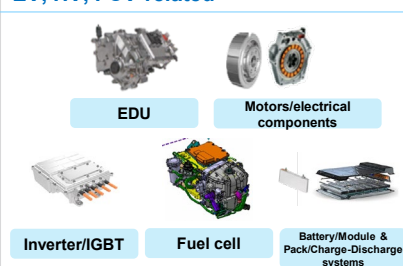 EDU
Motors/electrical
components
Inverter/IGBT
Fuel cell
Battery/Module &
Pack/Charge-Discharge
systems